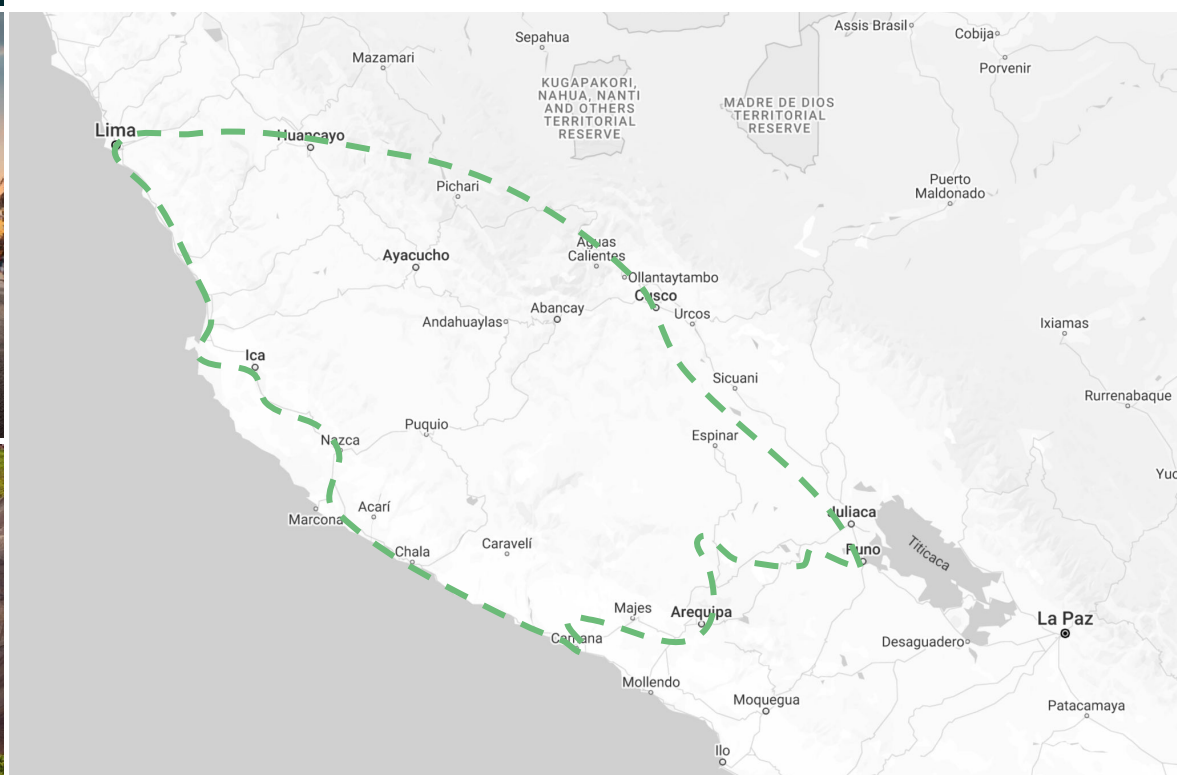 Assis Brasil
Cobija
Sepahua
Mazamari
Porvenir
KUGAPAKORI,
NAHUA, NANTI
AND OTHERS
TERRITORIAL
RESERVE
MADRE DE DIOS
TERRITORIAL
RESERVE
Lima
Huancayo
Pichari
Puerto
Maldonado
Ayacucho
Aguas
Calientes
Ollantaytambo
Cusco
Abancay
Andahuaylas
Urcos
Ixiamas
Ica
Sicuani
Rurrenabaque
Puquio
Nazca
Espinar
Yuc
Acarí
Marcona
Juliaca
Chala
Caravelí
Puno
Titicaca
Majes
Arequipa
La Paz
Camana
Desaguadero
Mollendo
Moquegua
Patacamaya
Ilo